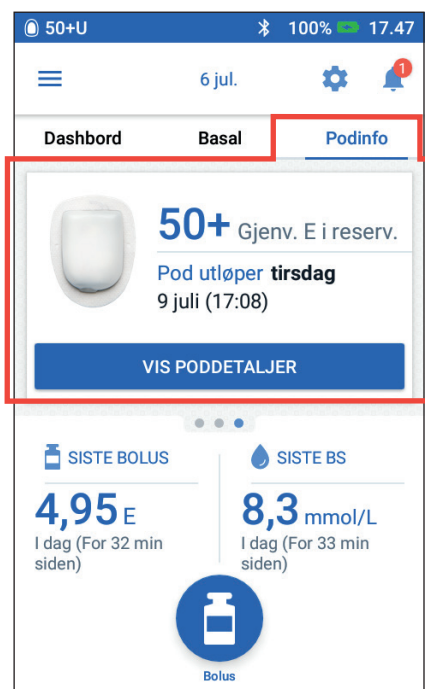 50+U 100% 17.47
6 jul. 1
Dashbord Basal Podinfo
50+ Gjenv. E i reserv.
Pod utløper tirsdag
9 juli (17:08)
VIS PODDETALJER
SISTE BOLUS SISTE BS
4,95 E 8,3 mmol/L
I dag (For 32 min I dag (For 33 min
siden) siden)
Bolus